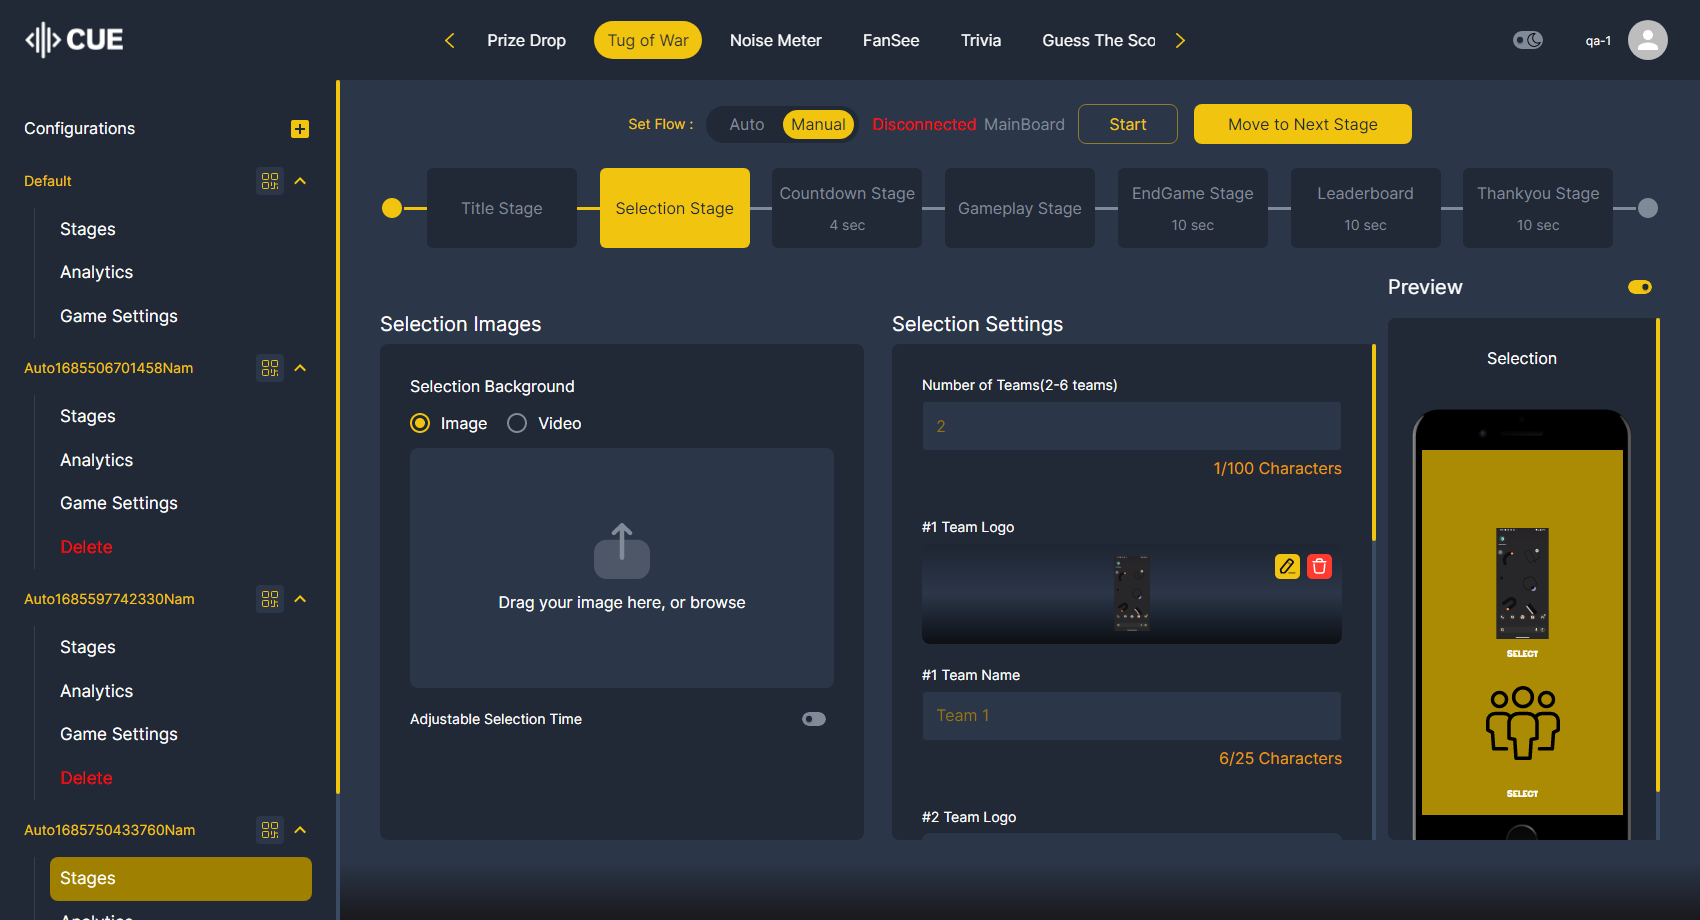 CUE
Prize Drop
Tug of War
Noise Meter
FanSee
Trivia
Guess The Sco
qa-1
Configurations
Default
Stages
Analytics
Game Settings
Auto1685506701458Nam
Stages
Analytics
Game Settings
Delete
Auto1685597742330Nam
Stages
Analytics
Game Settings
Delete
Auto1685750433760Nam
Stages
Analytics
Set Flow :
Auto
Manual
Disconnected MainBoard
Start
Move to Next Stage
Title Stage
Selection Stage
Countdown Stage
4 sec
Gameplay Stage
EndGame Stage
10 sec
Leaderboard
10 sec
Thankyou Stage
10 sec
Selection Images
Selection Background
Image
Video
Drag your image here, or browse
Adjustable Selection Time
Selection Settings
Number of Teams(2-6 teams)
2
1/100 Characters
#1 Team Logo
#1 Team Name
Team 1
6/25 Characters
#2 Team Logo
Preview
Selection
SELECT
SELECT